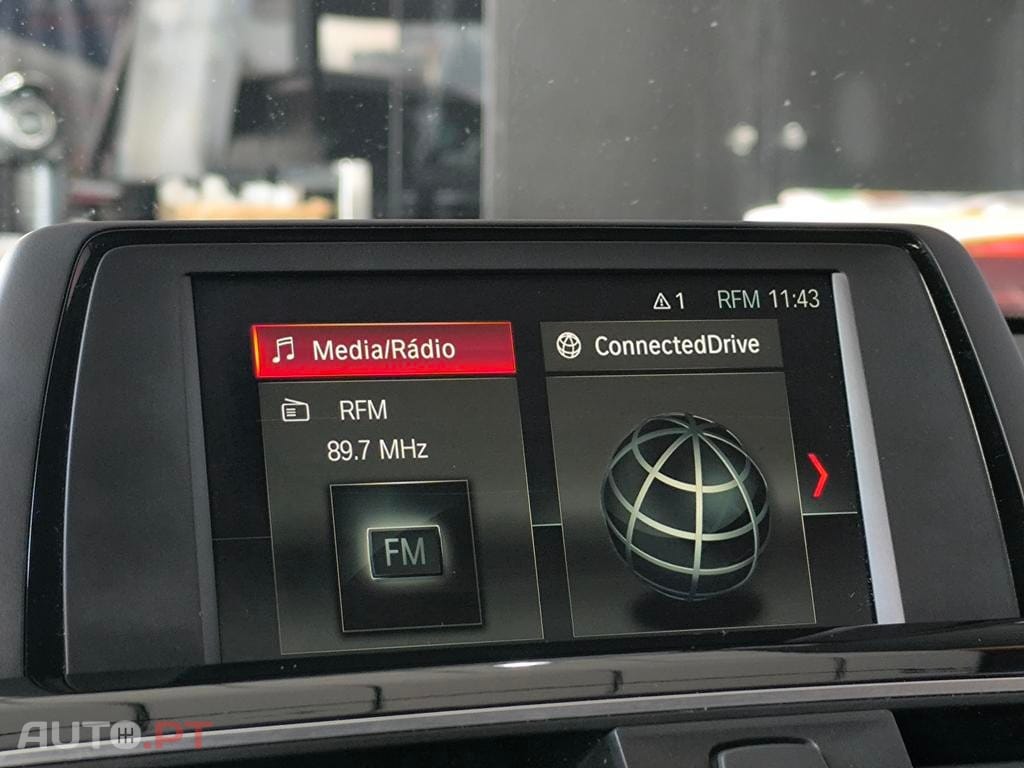 1 RFM 11:43
Media/Rádio
RFM
89.7 MHz
FM
ConnectedDrive
AUTO.PT